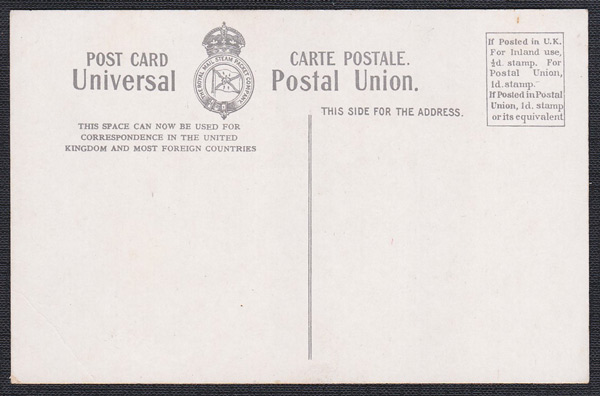 POST CARD
Universal
THE ROYAL MAIL STEAM PACKET COMPANY
CARTE POSTALE.
Postal Union.
THIS SPACE CAN NOW BE USED FOR
CORRESPONDENCE IN THE UNITED
KINGDOM AND MOST FOREIGN COUNTRIES
THIS SIDE FOR THE ADDRESS.
If Posted in U.K.
For Inland use,
½d. stamp. For
Postal Union,
1d. stamp.
If Posted in Postal
Union, 1d. stamp
or its equivalent